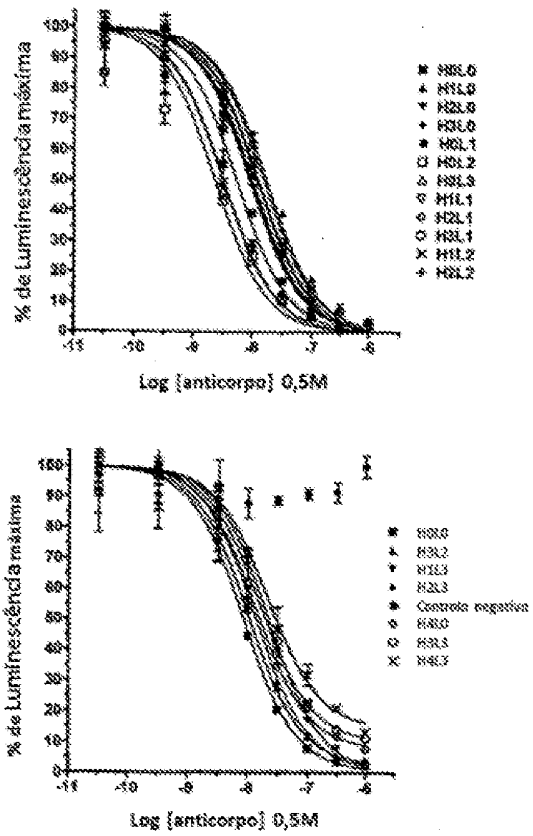 % de Luminescência máxima
100
90
80
70
60
50
40
30
20
10
0
-11 -10 -9 -8 -7 -6
Log [anticorpo] 0,5M
H0L0
H1L0
H2L0
H3L0
H0L1
H0L2
H0L3
H1L1
H2L1
H3L1
H1L2
H2L2
% de Luminescência máxima
100
90
80
70
60
50
40
30
20
10
0
-11 -10 -9 -8 -7 -6
Log [anticorpo] 0,5M
H0L0
H3L2
H1L3
H2L3
Controle negativo
H4L0
H3L3
H4L3